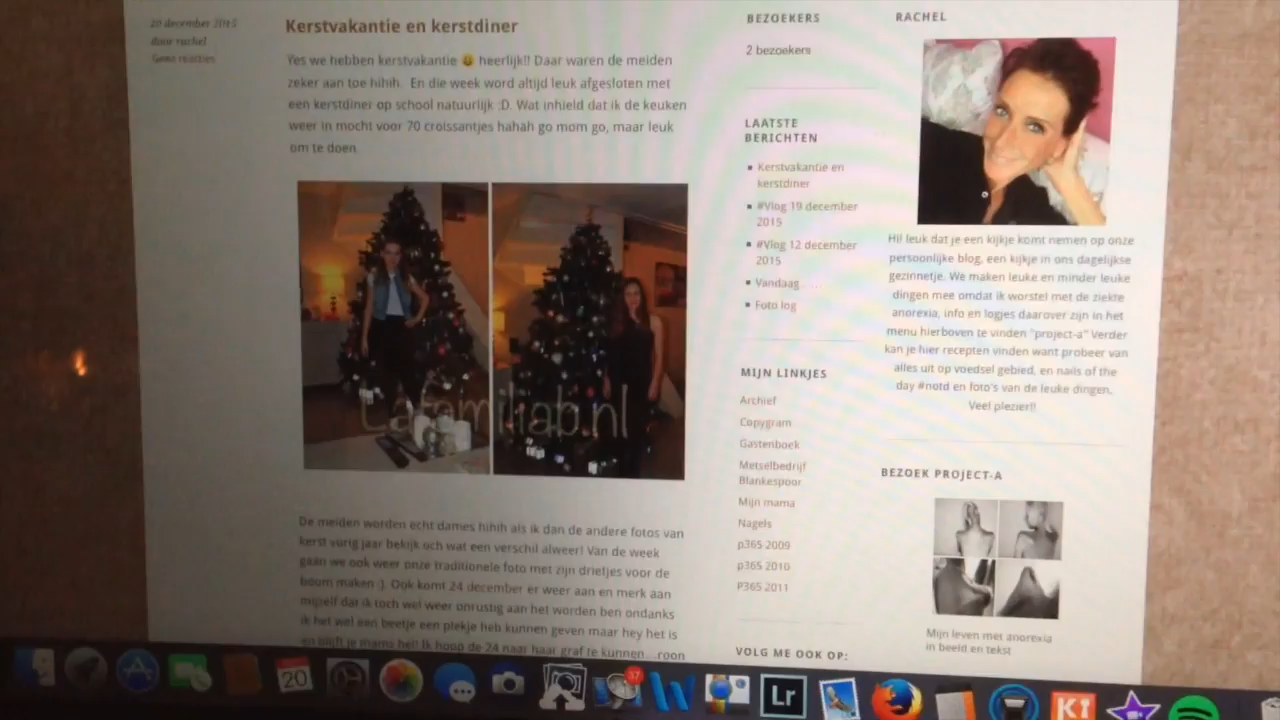 20 december 2015
door rachel
Geen reacties
Kerstvakantie en kerstdiner
Yes we hebben kerstvakantie 😀 heerlijk!! Daar waren de meiden
zeker aan toe hihih. En die week word altijd leuk afgesloten met
een kerstdiner op school natuurlijk :D. Wat inhield dat ik de keuken
weer in mocht voor 70 croissantjes hahah go mom go, maar leuk
om te doen.
Lafamiliab.nl
De meiden worden echt dames hihih als ik dan de andere fotos van
kerst vorig jaar bekijk och wat een verschil alweer! Van de week
gaan we ook weer onze traditionele foto met zijn drietjes voor de
boom maken :). Ook komt 24 december er weer aan en merk aan
mijzelf dat ik toch wel weer onrustig aan het worden ben ondanks
ik het wel een beetje een plekje heb kunnen geven maar hey het is
en blijft je mams he!! Ik hoop de 24 naar haar graf te kunnen
BEZOEKERS
2 bezoekers
LAATSTE
BERICHTEN
Kerstvakantie en
kerstdiner
#Vlog 19 december
2015
#Vlog 12 december
2015
Vandaag ......
Foto log
MIJN LINKJES
Archief
Copygram
Gastenboek
Metselbedrijf
Blankespoor
Mijn mama
Nagels
p365 2009
p365 2010
P365 2011
VOLG ME OOK OP:
RACHEL
Hi! leuk dat je een kijkje komt nemen op onze
persoonlijke blog, een kijkje in ons dagelijkse
gezinnetje. We maken leuke en minder leuke
dingen mee omdat ik worstel met de ziekte
anorexia, info en logjes daarover zijn in het
menu hierboven te vinden "project-a" Verder
kan je hier recepten vinden want probeer van
alles uit op voedsel gebied, en nails of the
day #notd en foto's van de leuke dingen.
Veel plezier!!
BEZOEK PROJECT-A
Mijn leven met anorexia
in beeld en tekst
20
37
W
Lr
KI